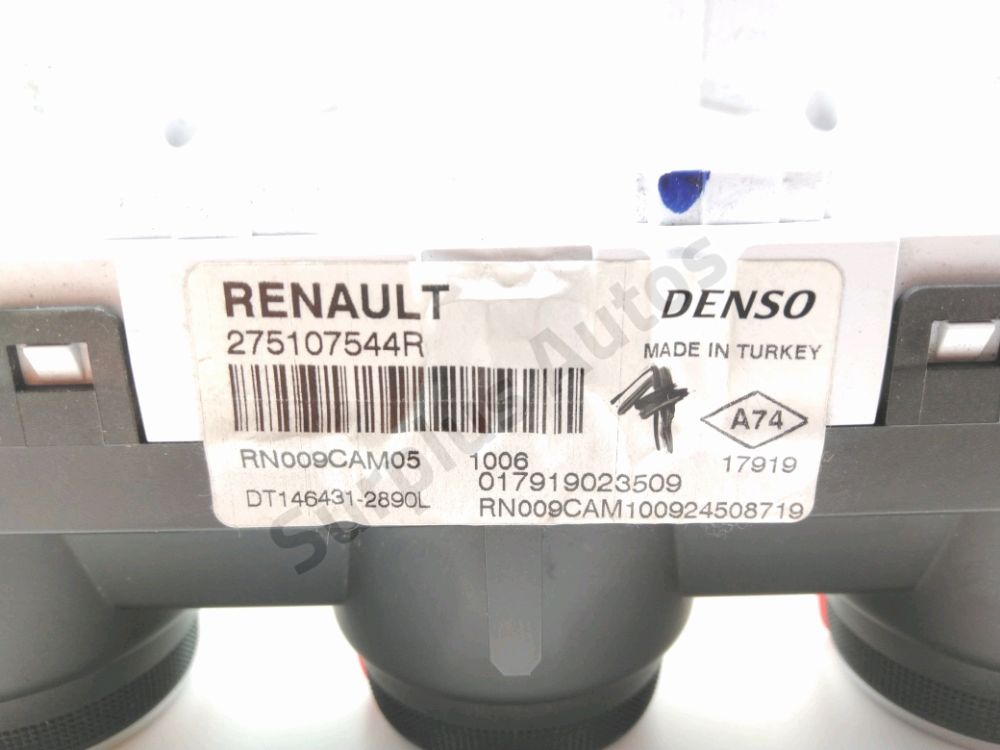 RENAULT
DENSO
275107544R
MADE IN TURKEY
A74
RN009CAM05 1006 17919
017919023509
DT146431-2890L RN009CAM100924508719
Surplus Autos